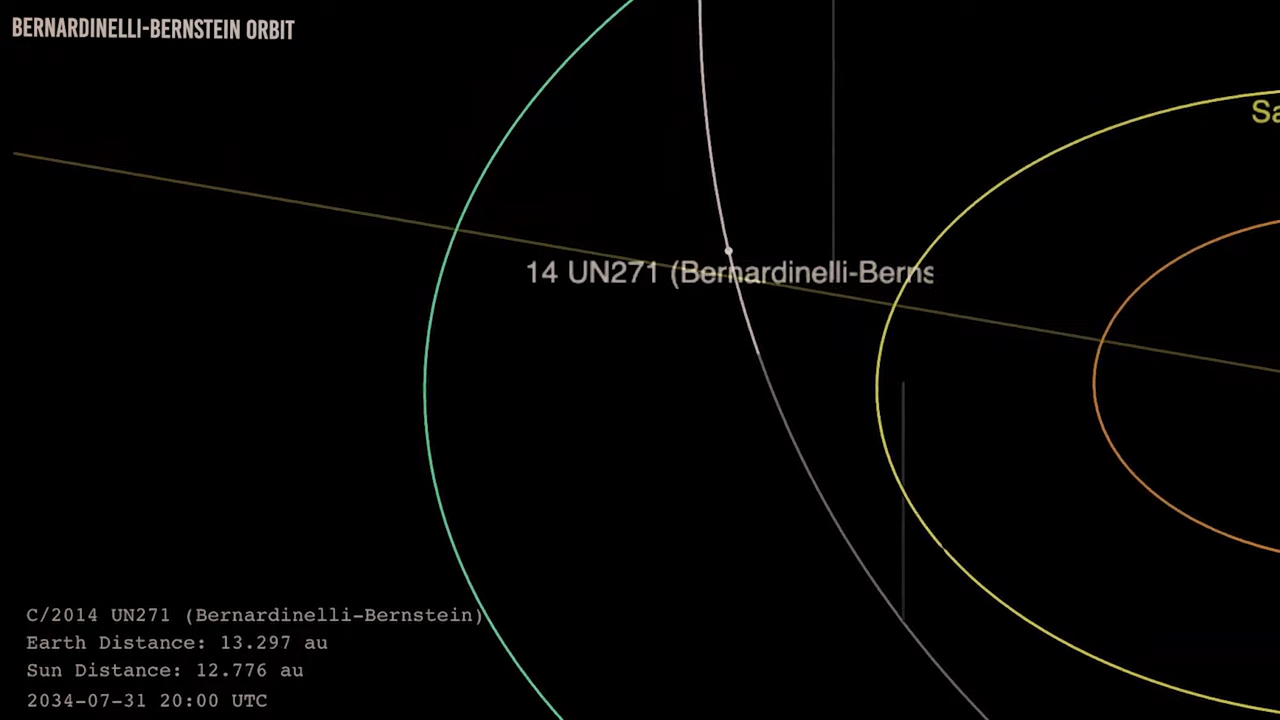 BERNARDINELLI-BERNSTEIN ORBIT
Sa
14 UN271 (Bernardinelli-Berns
C/2014 UN271 (Bernardinelli-Bernstein)
Earth Distance: 13.297 au
Sun Distance: 12.776 au
2034-07-31 20:00 UTC